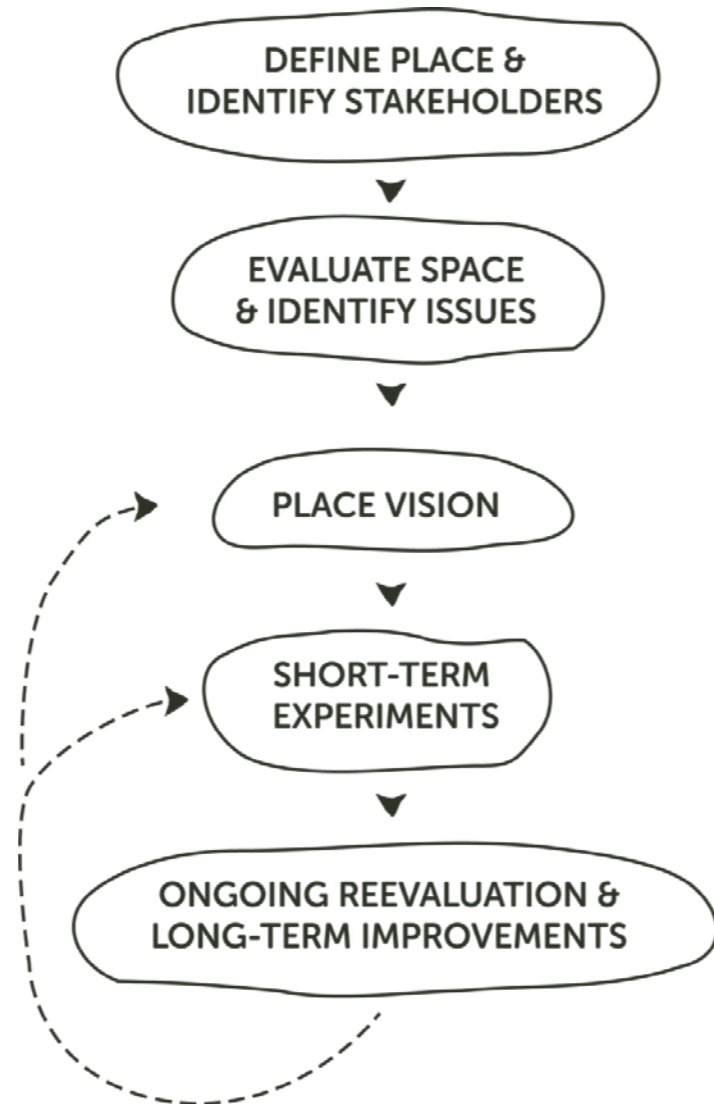 DEFINE PLACE &
IDENTIFY STAKEHOLDERS
EVALUATE SPACE
& IDENTIFY ISSUES
PLACE VISION
SHORT-TERM
EXPERIMENTS
ONGOING REEVALUATION &
LONG-TERM IMPROVEMENTS